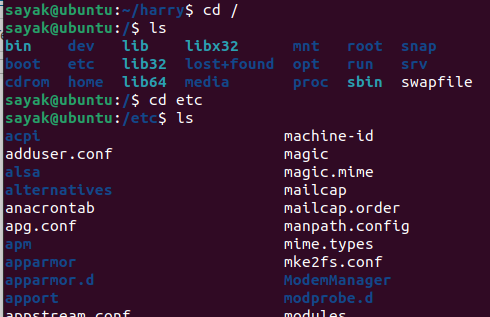 sayak@ubuntu:~/harry$ cd /
sayak@ubuntu:/$ ls
bin dev lib libx32 mnt root snap
boot etc lib32 lost+found opt run srv
cdrom home lib64 media proc sbin swapfile
sayak@ubuntu:/$ cd etc
sayak@ubuntu:/etc$ ls
acpi machine-id
adduser.conf magic
alsa magic.mime
alternatives mailcap
anacrontab mailcap.order
apg.conf manpath.config
apm mime.types
apparmor mke2fs.conf
apparmor.d ModemManager
apport modprobe.d
appstream.conf modules